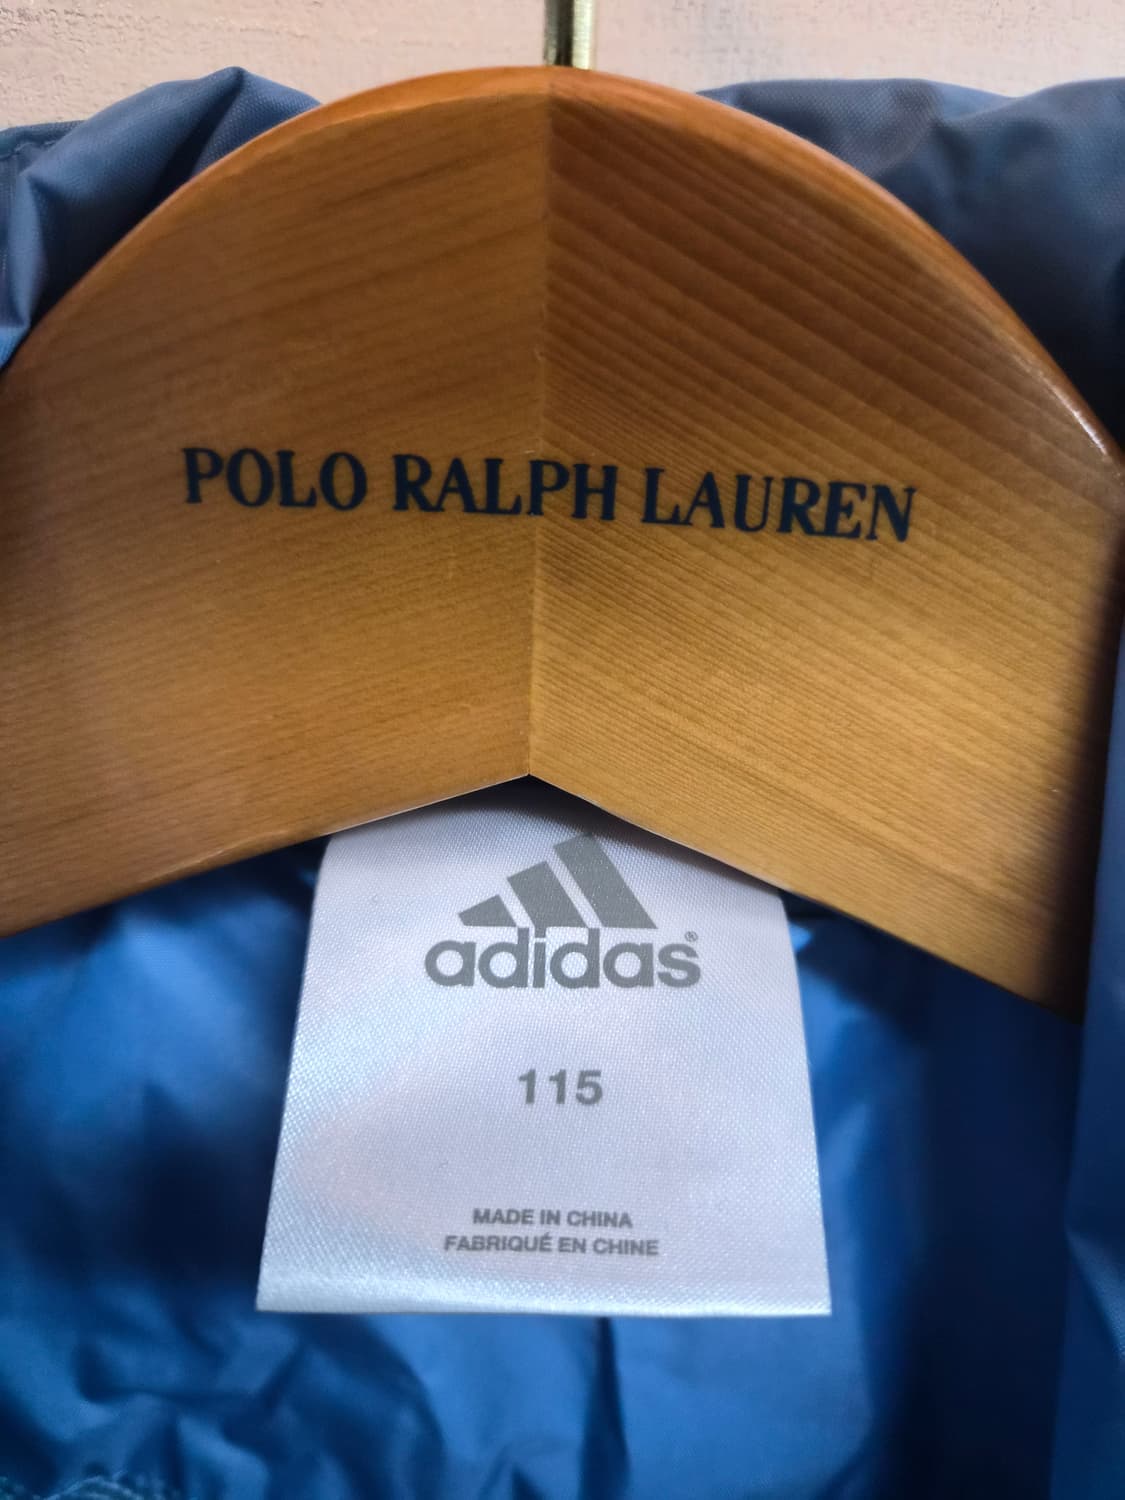 POLO RALPH LAUREN
adidas®
115
MADE IN CHINA
FABRIQUÉ EN CHINE